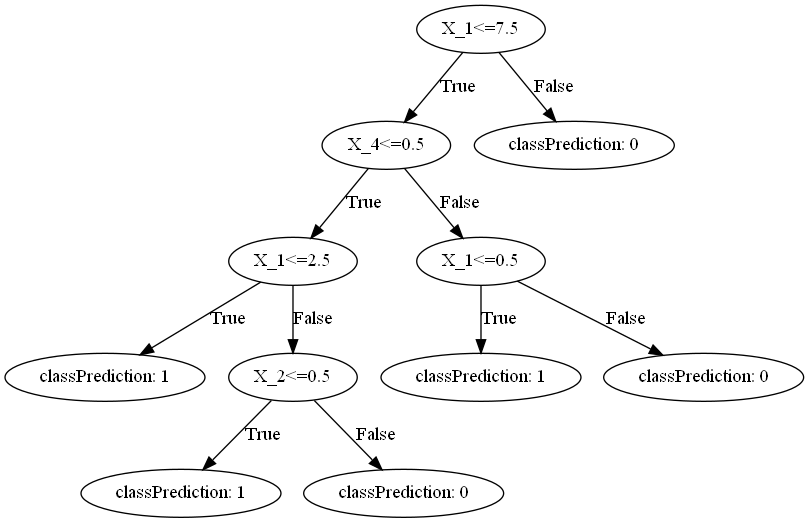 X_1<=7.5
True
False
X_4<=0.5
classPrediction: 0
True
False
X_1<=2.5
X_1<=0.5
True
False
True
False
classPrediction: 1
X_2<=0.5
classPrediction: 1
classPrediction: 0
True
False
classPrediction: 1
classPrediction: 0